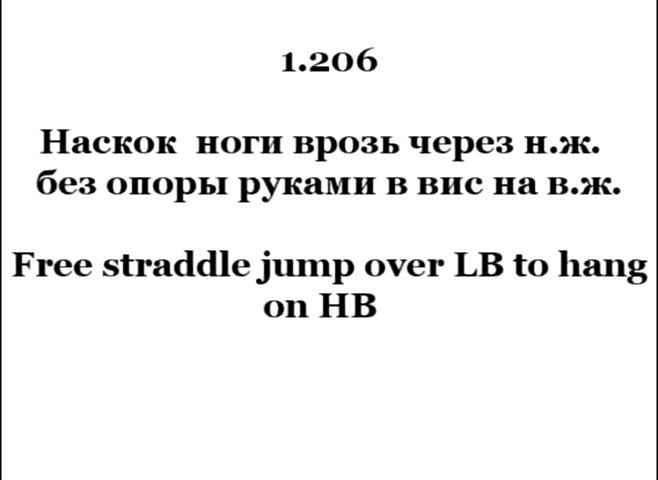 1.206
Наскок ноги врозь через н.ж.
без опоры руками в вис на в.ж.
Free straddle jump over LB to hang
on HB